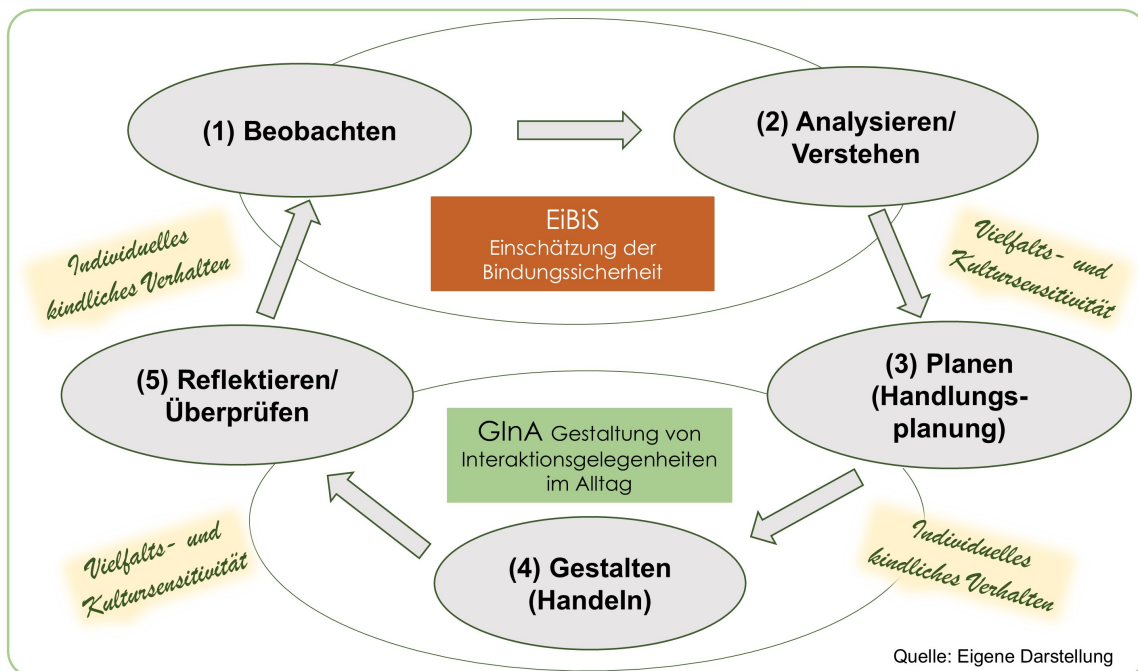 (1) Beobachten
(2) Analysieren/
Verstehen
EiBiS
Einschätzung der
Bindungssicherheit
Individuelles
kindliches Verhalten
Vielfalts- und
Kultursensitivität
(5) Reflektieren/
Überprüfen
(3) Planen
(Handlungs-
planung)
GInA Gestaltung von
Interaktionsgelegenheiten
im Alltag
Vielfalts- und
Kultursensitivität
(4) Gestalten
(Handeln)
Individuelles
kindliches Verhalten
Quelle: Eigene Darstellung